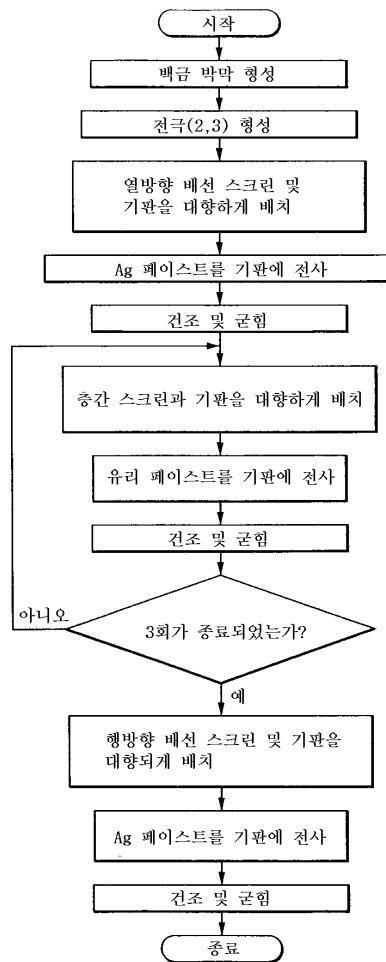 시작
백금 박막 형성
전극(2,3) 형성
열방향 배선 스크린 및
기판을 대향하게 배치
Ag 페이스트를 기판에 전사
건조 및 굳힘
층간 스크린과 기판을 대향하게 배치
유리 페이스트를 기판에 전사
건조 및 굳힘
아니오
3회가 종료되었는가?
예
행방향 배선 스크린 및 기판을
대향되게 배치
Ag 페이스트를 기판에 전사
건조 및 굳힘
종료